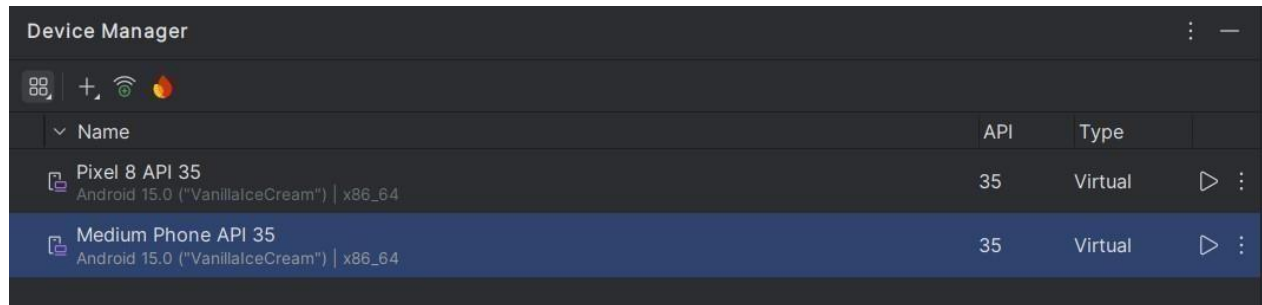 Device Manager
Name API Type
Pixel 8 API 35
Android 15.0 ("VanillaIceCream") | x86_64
35 Virtual
Medium Phone API 35
Android 15.0 ("VanillaIceCream") | x86_64
35 Virtual